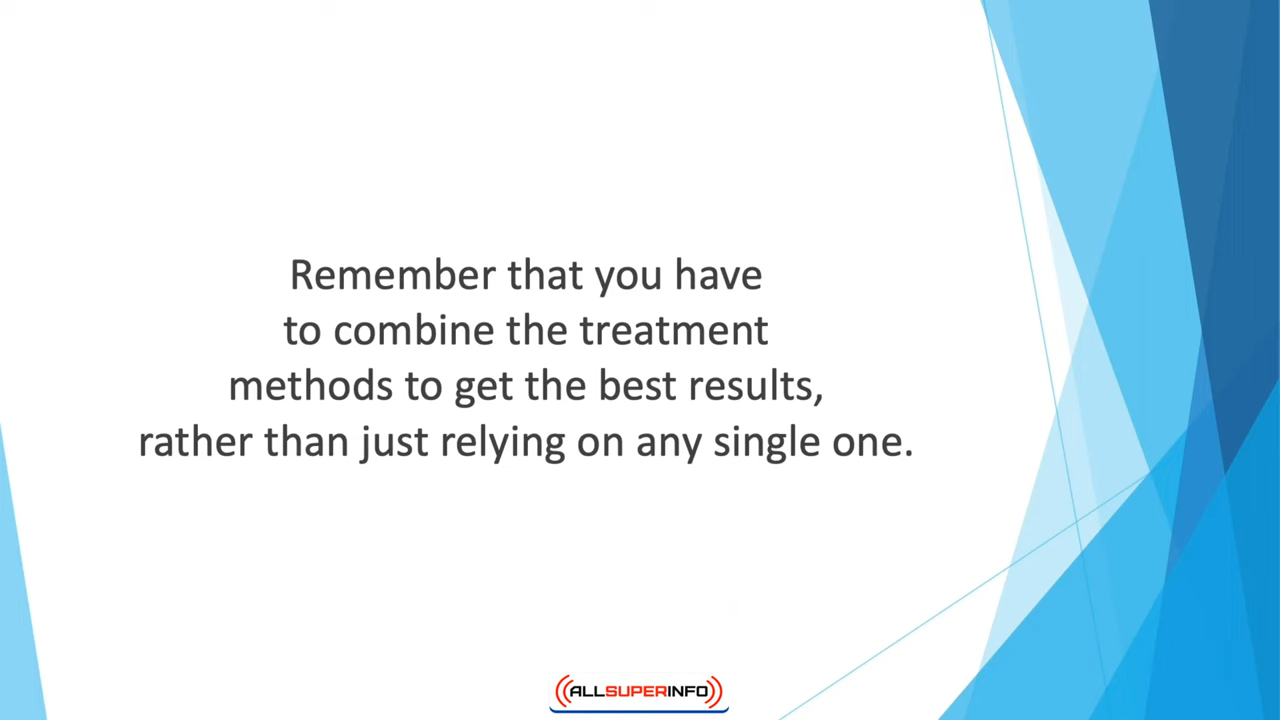 Remember that you have
to combine the treatment
methods to get the best results,
rather than just relying on any single one.
ALLSUPERINFO